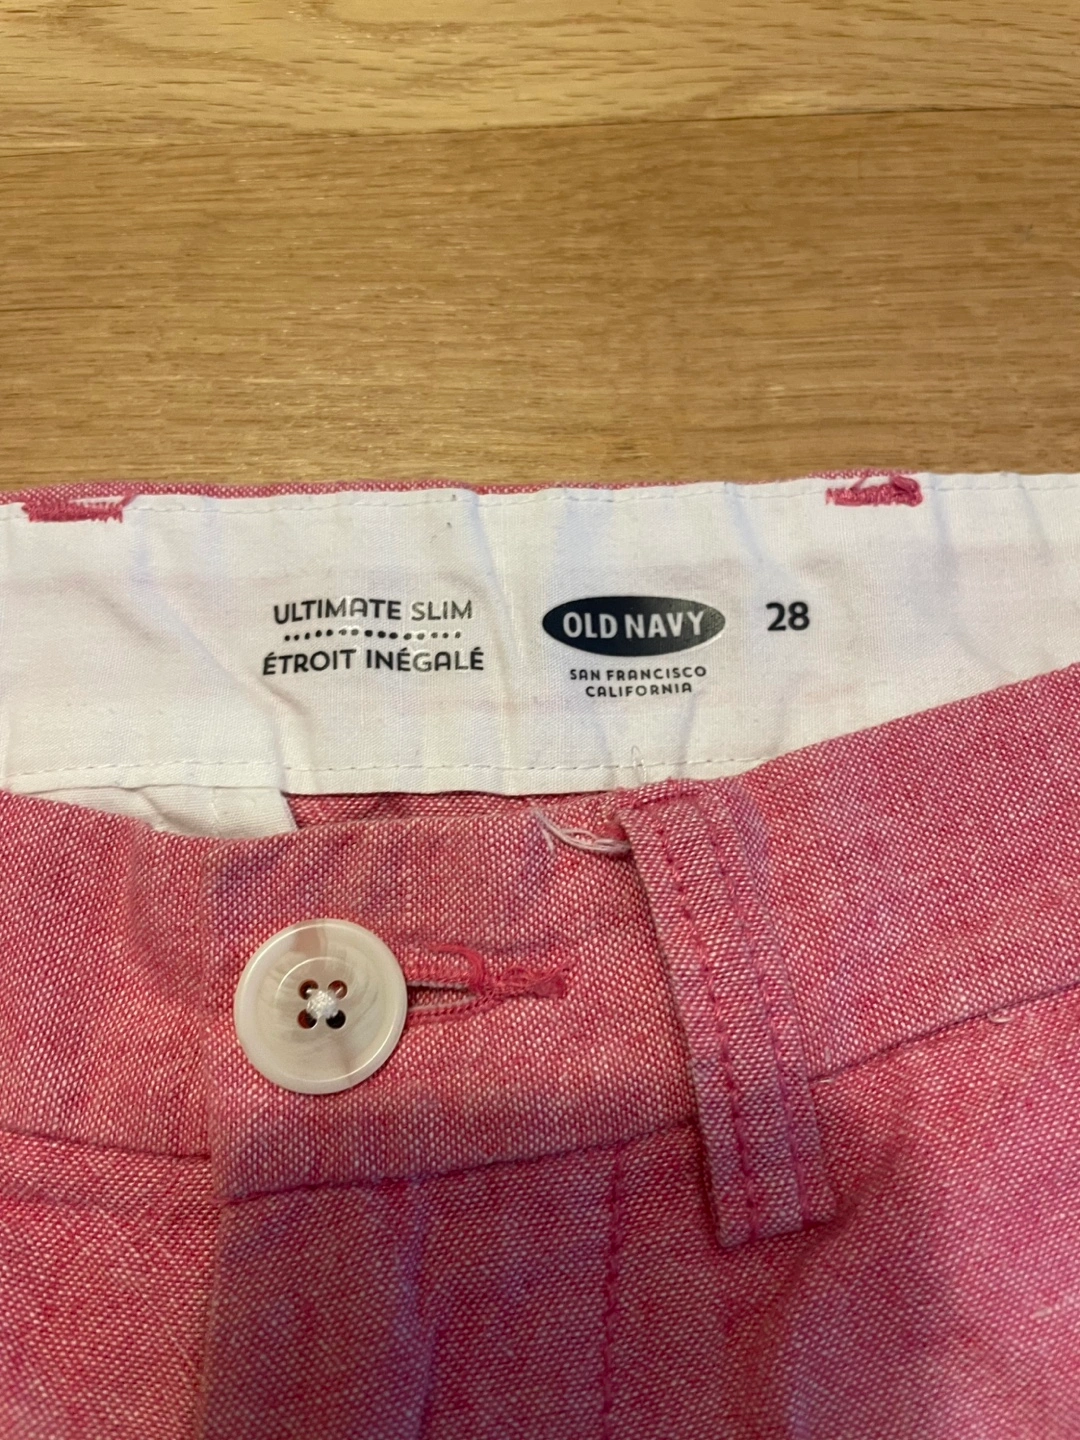 ULTIMATE SLIM
ÉTROIT INÉGALÉ
OLD NAVY
SAN FRANCISCO
CALIFORNIA
28